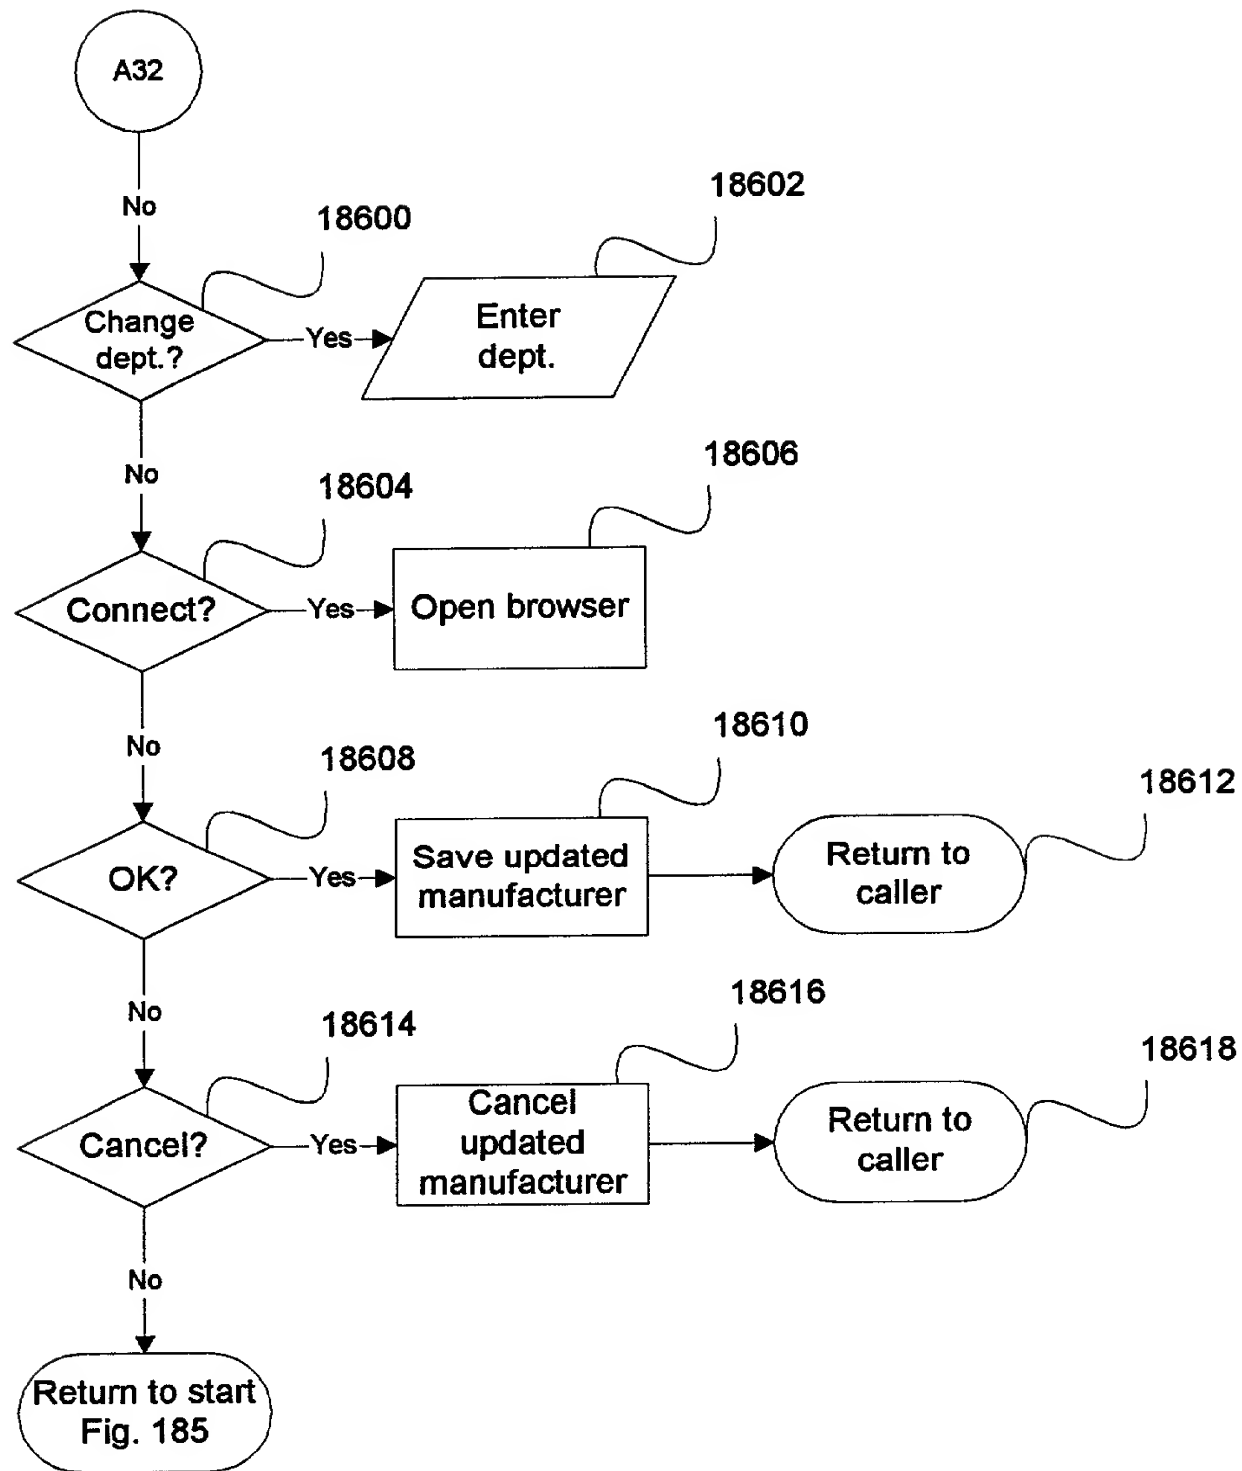 A32
No
18600
18602
Change
dept.?
Yes
Enter
dept.
No
18604
18606
Connect?
Yes
Open browser
No
18608
18610
18612
OK?
Yes
Save updated
manufacturer
Return to
caller
No
18614
18616
18618
Cancel?
Yes
Cancel
updated
manufacturer
Return to
caller
No
Return to start
Fig. 185